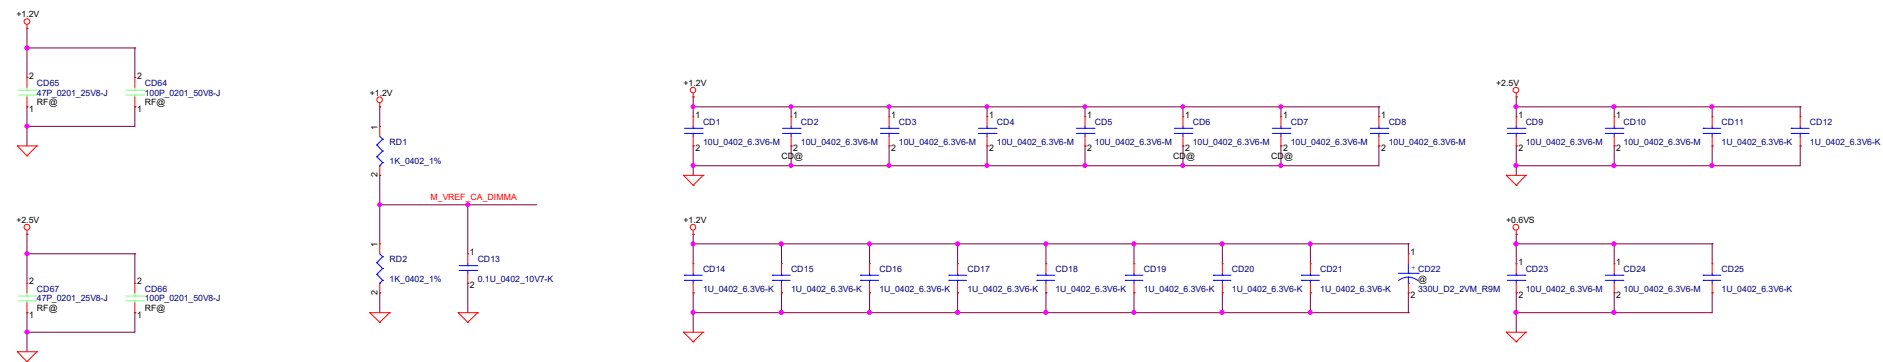 +1.2V
2
CD65
47P_0201_25V8-J
RF@
1
2
CD64
100P_0201_50V8-J
RF@
1
+2.5V
2
CD67
47P_0201_25V8-J
RF@
1
2
CD66
100P_0201_50V8-J
RF@
1
+1.2V
1
RD1
1K_0402_1%
2
M_VREF_CA_DIMMA
1
RD2
1K_0402_1%
2
1
CD13
0.1U_0402_10V7-K
2
+1.2V
1
CD1
10U_0402_6.3V6-M
2
1
CD2
10U_0402_6.3V6-M
2
CD@
1
CD3
10U_0402_6.3V6-M
2
1
CD4
10U_0402_6.3V6-M
2
1
CD5
10U_0402_6.3V6-M
2
1
CD6
10U_0402_6.3V6-M
2
CD@
1
CD7
10U_0402_6.3V6-M
2
CD@
1
CD8
10U_0402_6.3V6-M
2
+2.5V
1
CD9
10U_0402_6.3V6-M
2
1
CD10
10U_0402_6.3V6-M
2
1
CD11
1U_0402_6.3V6-K
2
1
CD12
1U_0402_6.3V6-K
2
+1.2V
1
CD14
1U_0402_6.3V6-K
2
1
CD15
1U_0402_6.3V6-K
2
1
CD16
1U_0402_6.3V6-K
2
1
CD17
1U_0402_6.3V6-K
2
1
CD18
1U_0402_6.3V6-K
2
1
CD19
1U_0402_6.3V6-K
2
1
CD20
1U_0402_6.3V6-K
2
1
CD21
1U_0402_6.3V6-K
2
1
+
CD22
@
330U_D2_2VM_R9M
2
+0.6VS
1
CD23
10U_0402_6.3V6-M
2
1
CD24
10U_0402_6.3V6-M
2
1
CD25
1U_0402_6.3V6-K
2